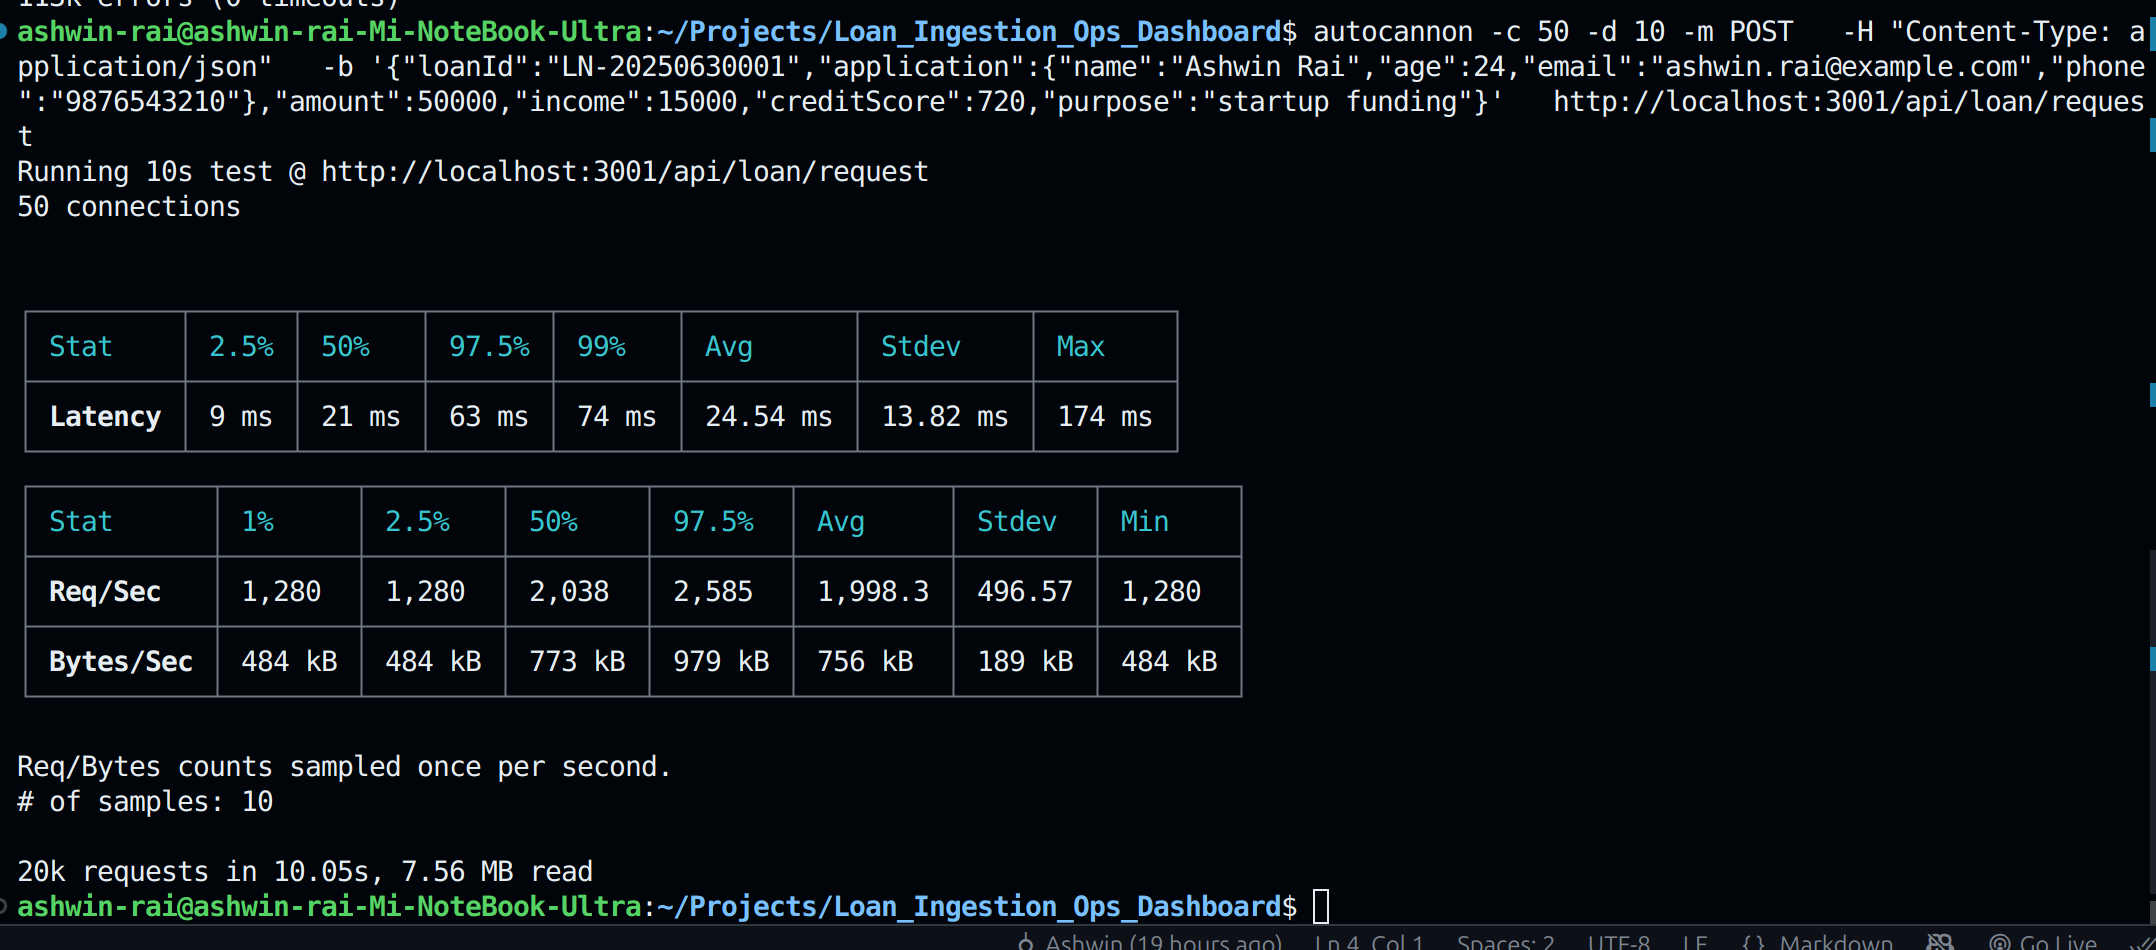 115k errors (0 timeouts)
ashwin-rai@ashwin-rai-Mi-NoteBook-Ultra:~/Projects/Loan_Ingestion_Ops_Dashboard$ autocannon -c 50 -d 10 -m POST   -H "Content-Type: a
pplication/json"   -b '{"loanId":"LN-20250630001","application":{"name":"Ashwin Rai","age":24,"email":"ashwin.rai@example.com","phone
":"9876543210"},"amount":50000,"income":15000,"creditScore":720,"purpose":"startup funding"}'   http://localhost:3001/api/loan/reques
t
Running 10s test @ http://localhost:3001/api/loan/request
50 connections
Stat 2.5% 50% 97.5% 99% Avg Stdev Max
Latency 9 ms 21 ms 63 ms 74 ms 24.54 ms 13.82 ms 174 ms
Stat 1% 2.5% 50% 97.5% Avg Stdev Min
Req/Sec 1,280 1,280 2,038 2,585 1,998.3 496.57 1,280
Bytes/Sec 484 kB 484 kB 773 kB 979 kB 756 kB 189 kB 484 kB
Req/Bytes counts sampled once per second.
# of samples: 10
20k requests in 10.05s, 7.56 MB read
ashwin-rai@ashwin-rai-Mi-NoteBook-Ultra:~/Projects/Loan_Ingestion_Ops_Dashboard$
Ashwin (19 hours ago) Ln 4, Col 1 Spaces: 2 UTF-8 LF {} Markdown Go Live